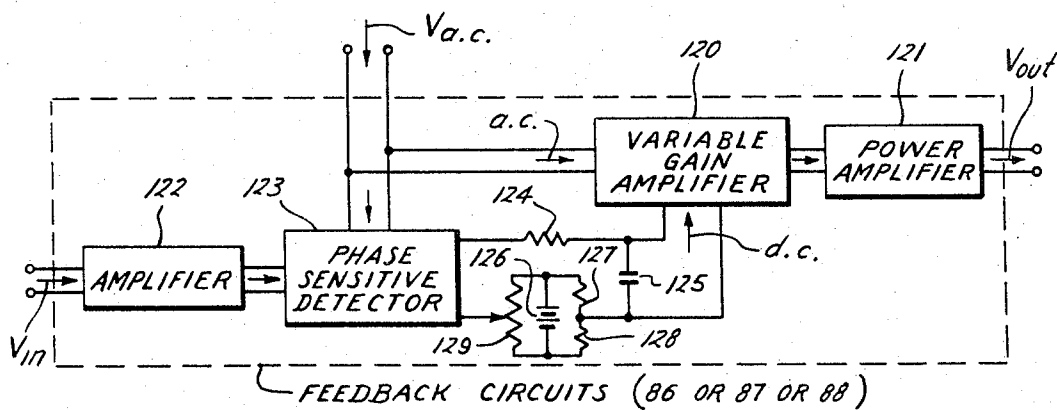 Va.c.
120
121
Vout
a.c.
VARIABLE
GAIN
AMPLIFIER
POWER
AMPLIFIER
122
123
124
d.c.
AMPLIFIER
PHASE
SENSITIVE
DETECTOR
126
127
125
129
128
Vin
FEEDBACK CIRCUITS (86 OR 87 OR 88)